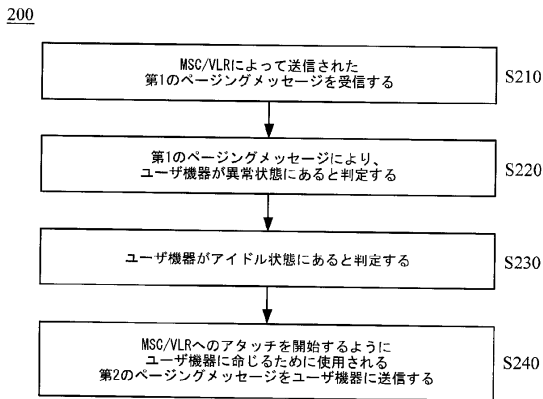 200
MSC/VLRによって送信された
第1のページングメッセージを受信する
S210
第1のページングメッセージにより、
ユーザ機器が異常状態にあると判定する
S220
ユーザ機器がアイドル状態にあると判定する
S230
MSC/VLRへのアタッチを開始するように
ユーザ機器に命じるために使用される
第2のページングメッセージをユーザ機器に送信する
S240